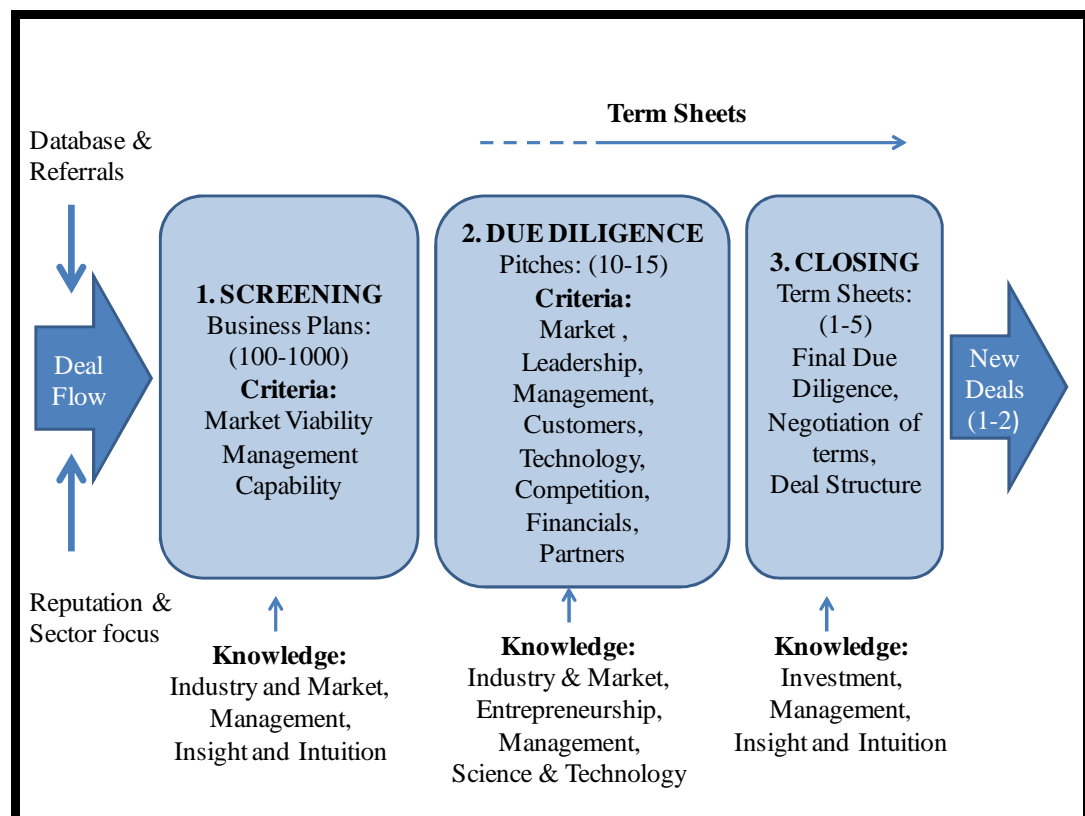 Term Sheets
Database &
Referrals
Deal
Flow
Reputation &
Sector focus
1. SCREENING
Business Plans:
(100-1000)
Criteria:
Market Viability
Management
Capability
Knowledge:
Industry and Market,
Management,
Insight and Intuition
2. DUE DILIGENCE
Pitches: (10-15)
Criteria:
Market ,
Leadership,
Management,
Customers,
Technology,
Competition,
Financials,
Partners
Knowledge:
Industry & Market,
Entrepreneurship,
Management,
Science & Technology
3. CLOSING
Term Sheets:
(1-5)
Final Due
Diligence,
Negotiation of
terms,
Deal Structure
Knowledge:
Investment,
Management,
Insight and Intuition
New
Deals
(1-2)